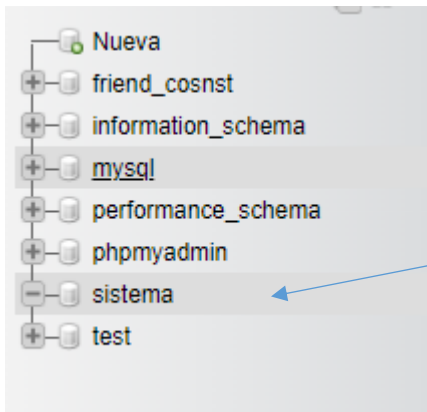 Nueva
friend_cosnst
information_schema
mysql
performance_schema
phpmyadmin
sistema
test